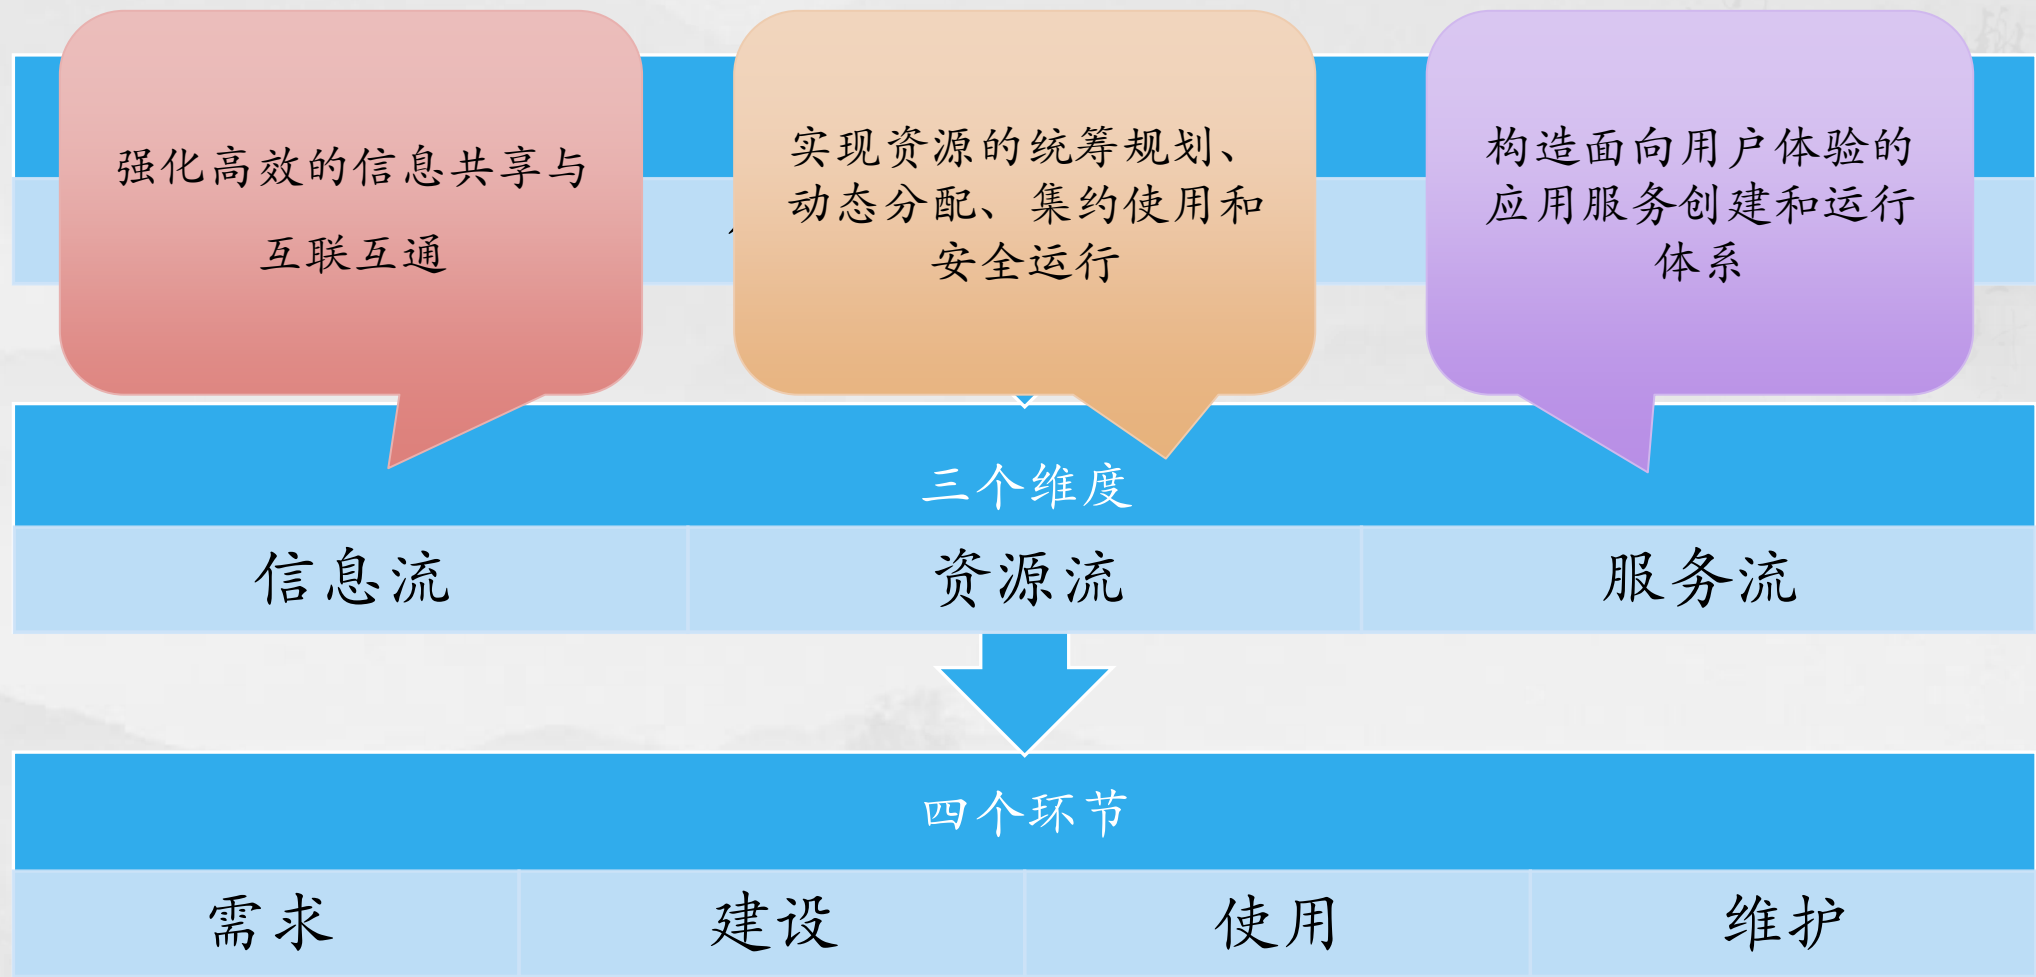 强化高效的信息共享与
互联互通
实现资源的统筹规划、
动态分配、集约使用和
安全运行
构造面向用户体验的
应用服务创建和运行
体系
三个维度
信息流
资源流
服务流
四个环节
需求
建设
使用
维护